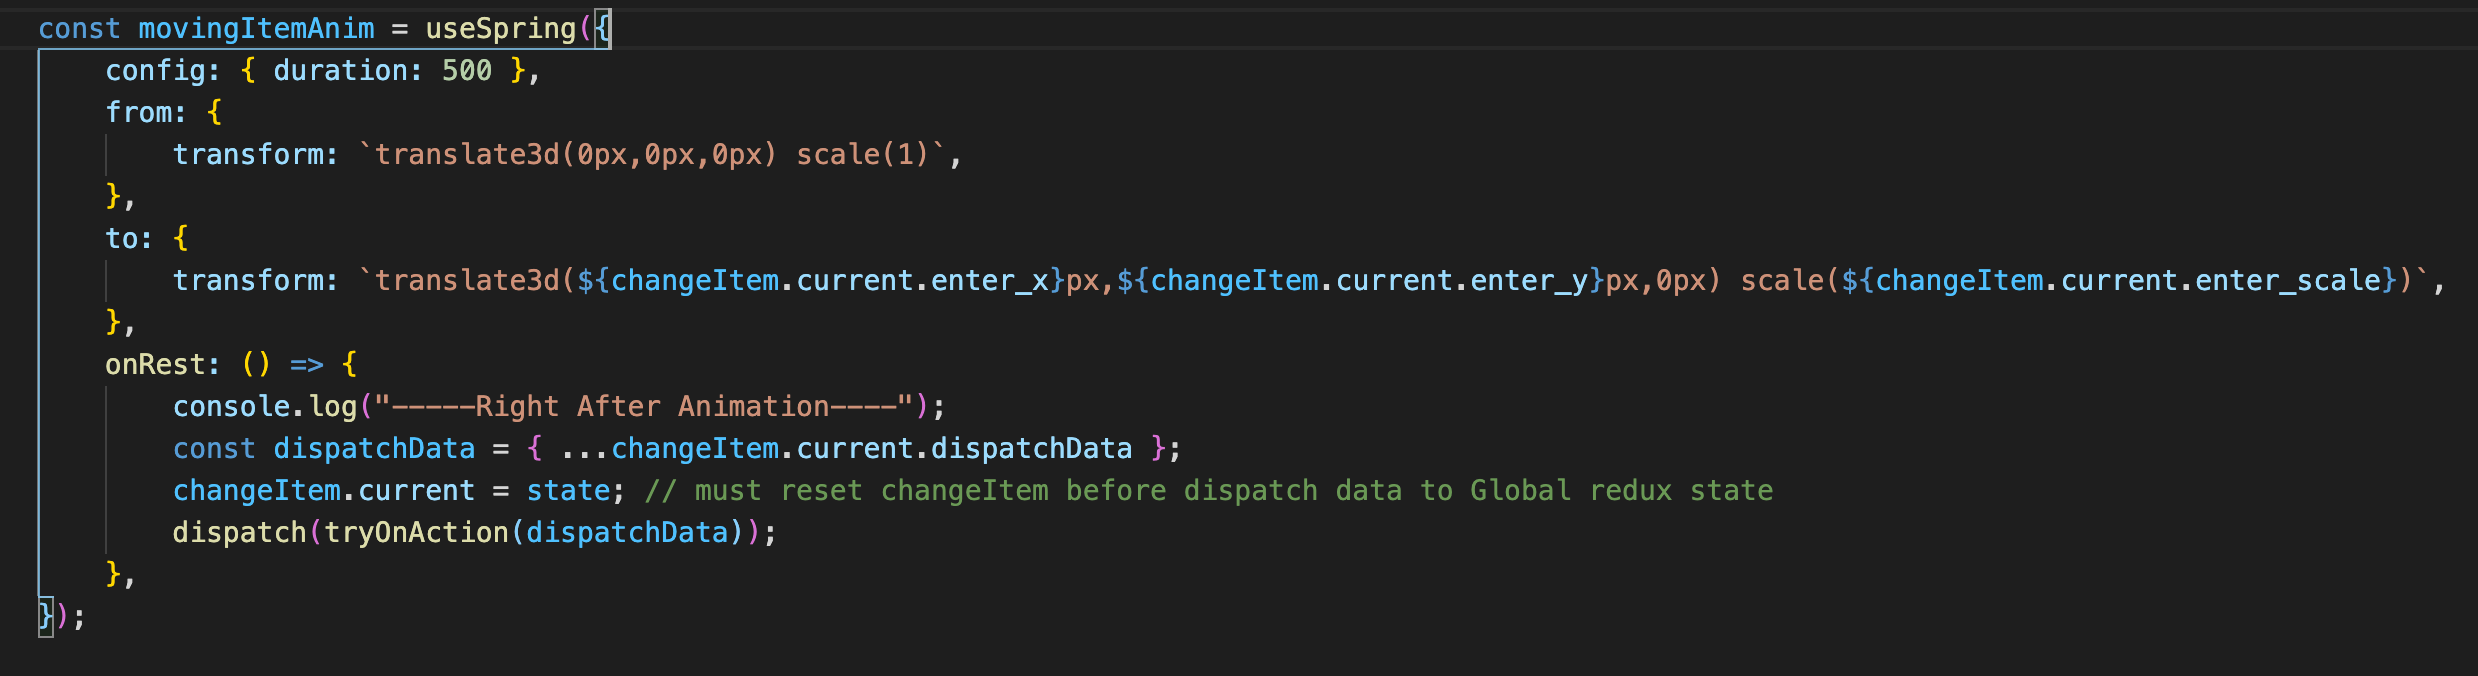 const movingItemAnim = useSpring({
    config: { duration: 500 },
    from: {
        transform: `translate3d(0px,0px,0px) scale(1)`,
    },
    to: {
        transform: `translate3d(${changeItem.current.enter_x}px,${changeItem.current.enter_y}px,0px) scale(${changeItem.current.enter_scale})`,
    },
    onRest: () => {
        console.log("-----Right After Animation----");
        const dispatchData = { ...changeItem.current.dispatchData };
        changeItem.current = state; // must reset changeItem before dispatch data to Global redux state
        dispatch(tryOnAction(dispatchData));
    },
});